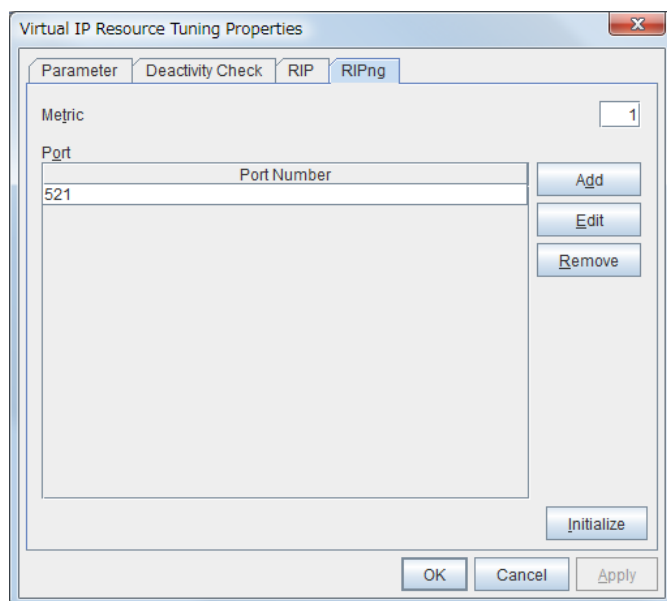 Virtual IP Resource Tuning Properties
Parameter Deactivity Check RIP RIPng
Metric 1
Port
Port Number
521
Add
Edit
Remove
Initialize
OK Cancel Apply